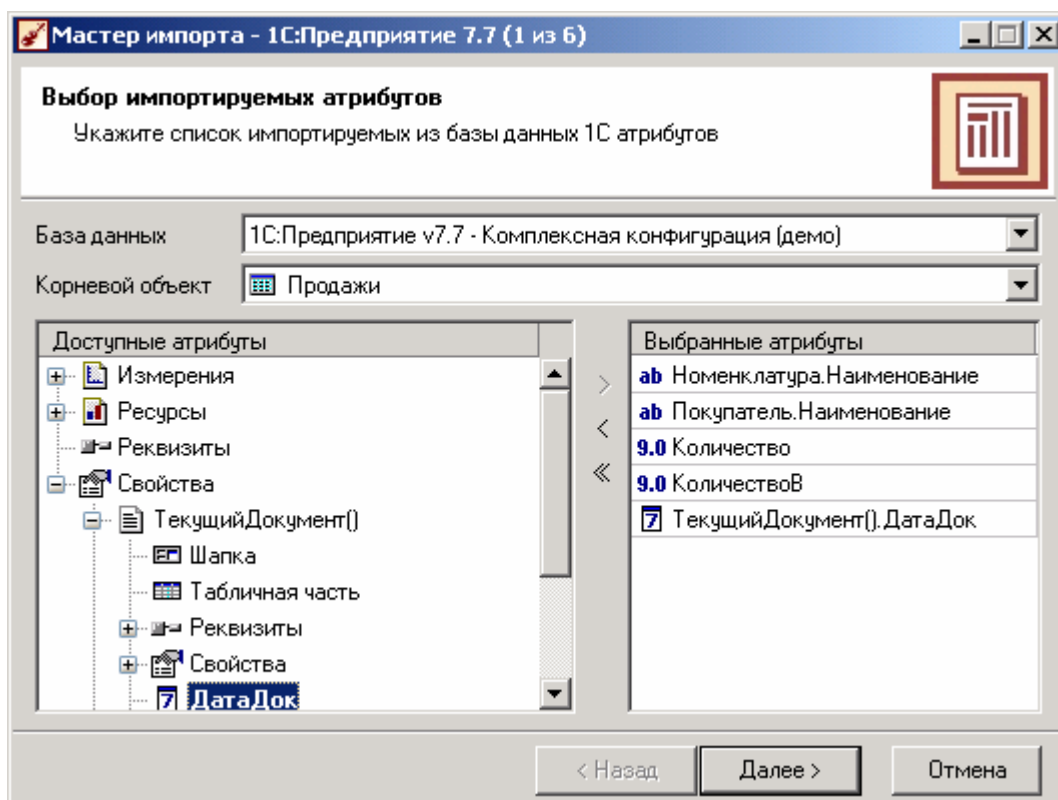 Мастер импорта - 1С:Предприятие 7.7 (1 из 6)
Выбор импортируемых атрибутов
Укажите список импортируемых из базы данных 1С атрибутов
База данных
1С:Предприятие v7.7 - Комплексная конфигурация (демо)
Корневой объект
Продажи
Доступные атрибуты
Измерения
Ресурсы
Реквизиты
Свойства
ТекущийДокумент()
Шапка
Табличная часть
Реквизиты
Свойства
7 ДатаДок
>
<
≪
Выбранные атрибуты
ab Номенклатура.Наименование
ab Покупатель.Наименование
9.0 Количество
9.0 КоличествоВ
7 ТекущийДокумент().ДатаДок
< Назад
Далее >
Отмена